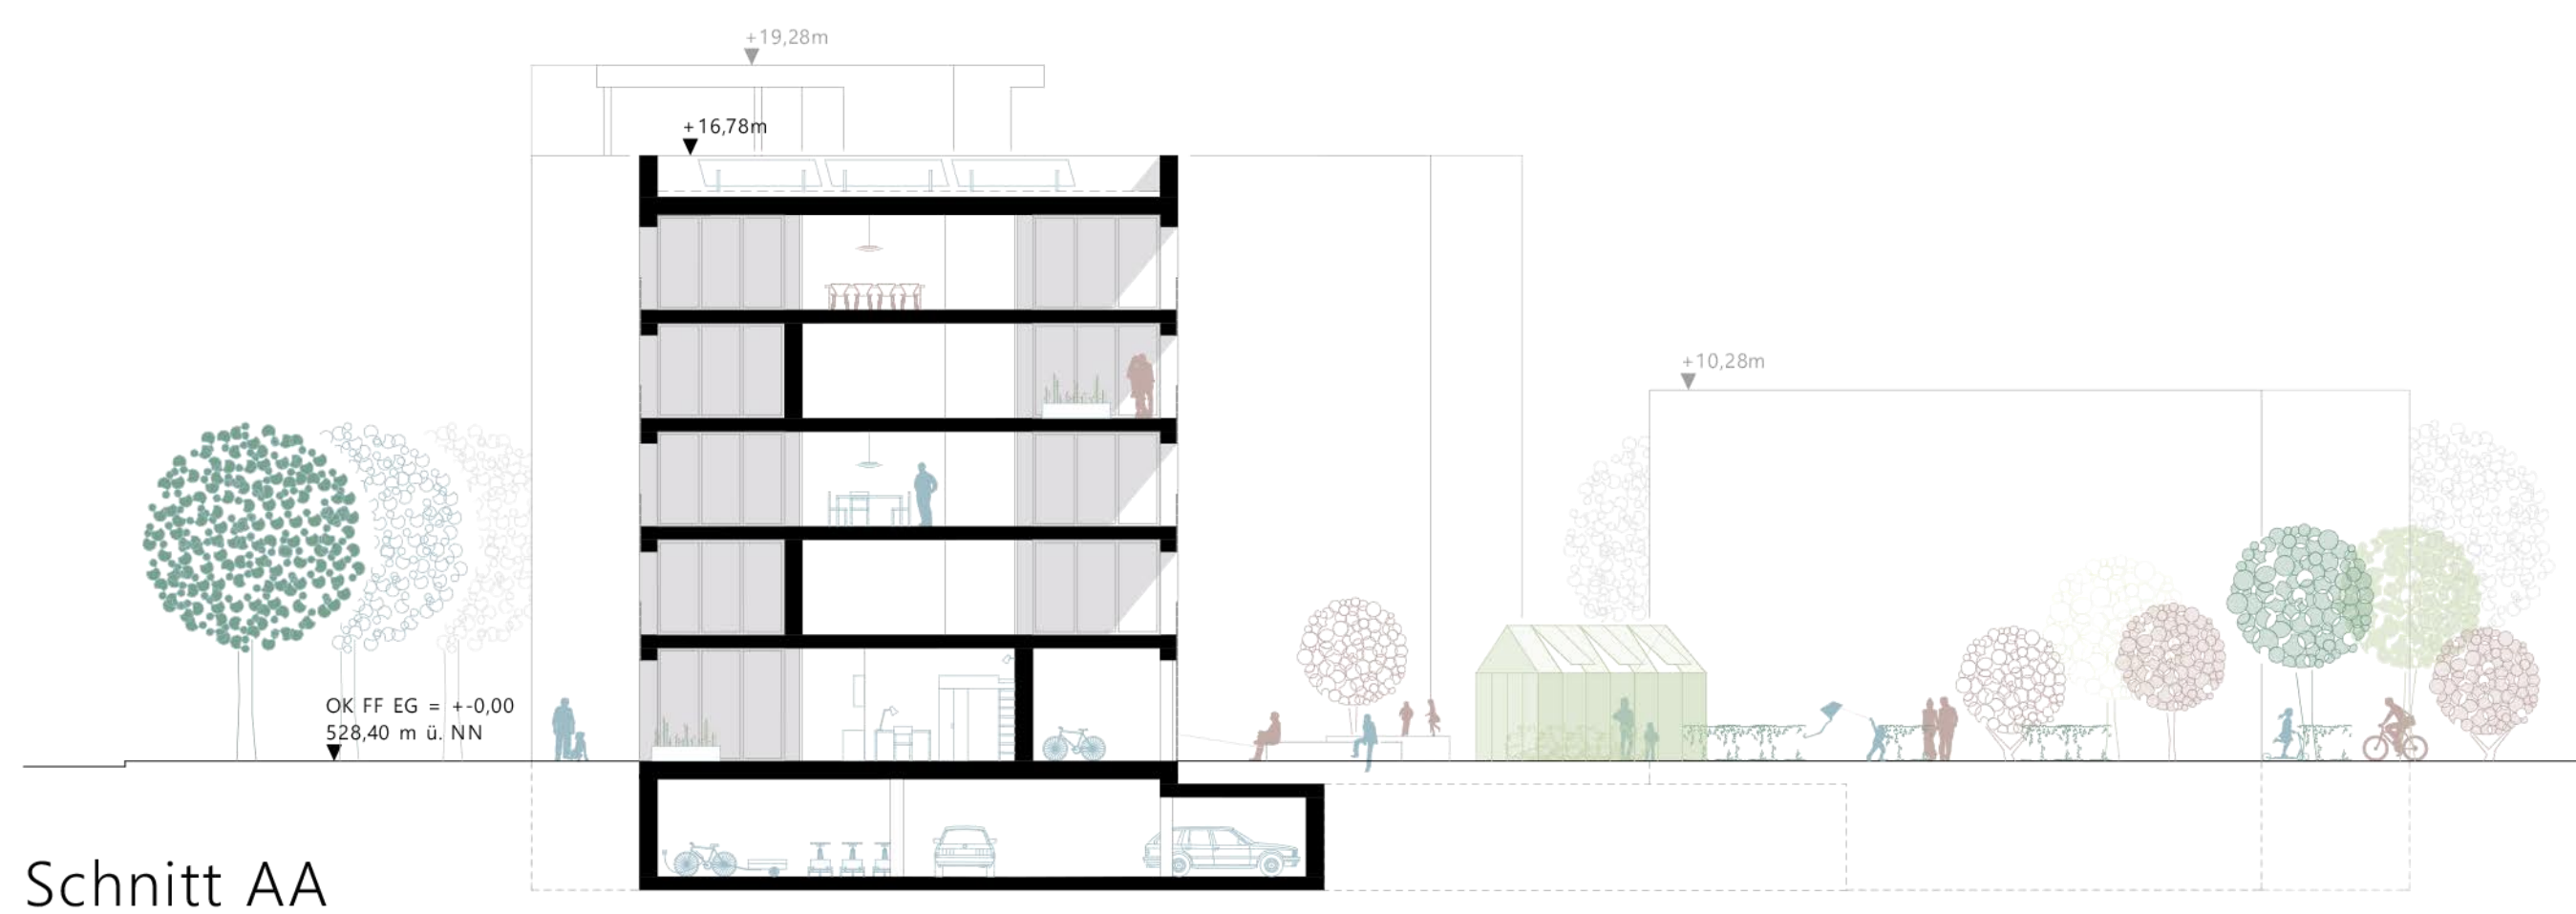 +19,28m
+16,78m
+10,28m
OK FF EG = +-0,00
528,40 m ü. NN
Schnitt AA